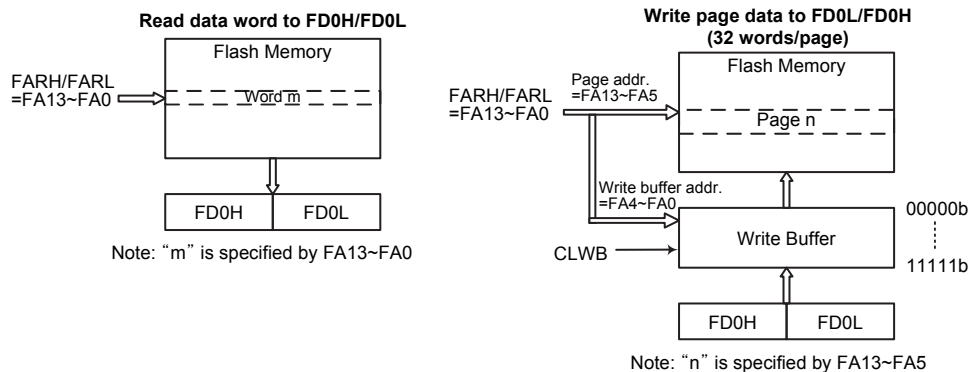 Read data word to FD0H/FD0L
Flash Memory
FARH/FARL
=FA13~FA0
Word m
FD0H
FD0L
Note: “m” is specified by FA13~FA0
Write page data to FD0L/FD0H
(32 words/page)
Flash Memory
FARH/FARL
=FA13~FA0
Page addr.
=FA13~FA5
Page n
Write buffer addr.
=FA4~FA0
CLWB
Write Buffer
00000b
11111b
FD0H
FD0L
Note: “n” is specified by FA13~FA5